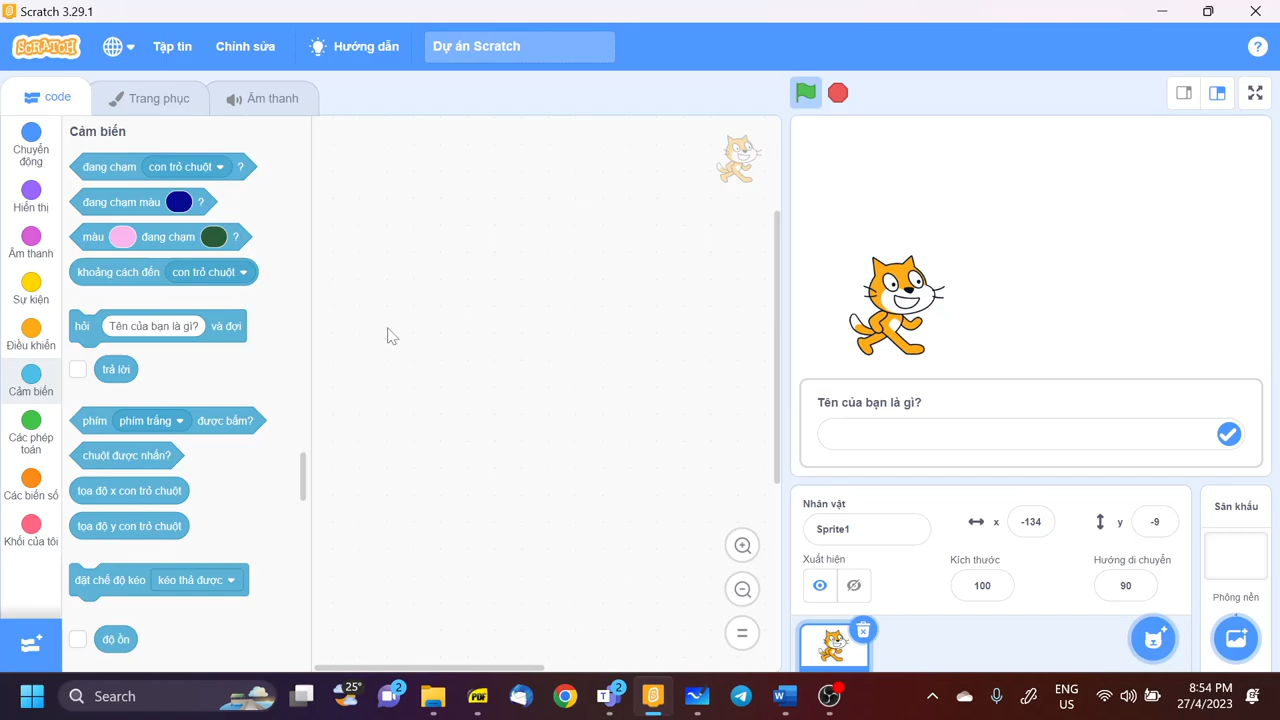 Scratch 3.29.1
SCRATCH
Tập tin
Chỉnh sửa
Hướng dẫn
Dự án Scratch
?
code
Trang phục
Âm thanh
Chuyển động
Hiển thị
Âm thanh
Sự kiện
Điều khiển
Cảm biến
Các phép toán
Các biến số
Khối của tôi
Cảm biến
đang chạm con trỏ chuột ?
đang chạm màu ?
màu đang chạm ?
khoảng cách đến con trỏ chuột
hỏi Tên của bạn là gì? và đợi
trả lời
phím phím trắng được bấm?
chuột được nhấn?
tọa độ x con trỏ chuột
tọa độ y con trỏ chuột
đặt chế độ kéo kéo thả được
độ ồn
Tên của bạn là gì?
Nhân vật
Sprite1
x -134
y -9
Xuất hiện
Kích thước
100
Hướng di chuyển
90
Sân khấu
Phông nền
Search
25°
2
PDF
2
ENG
US
8:54 PM
27/4/2023